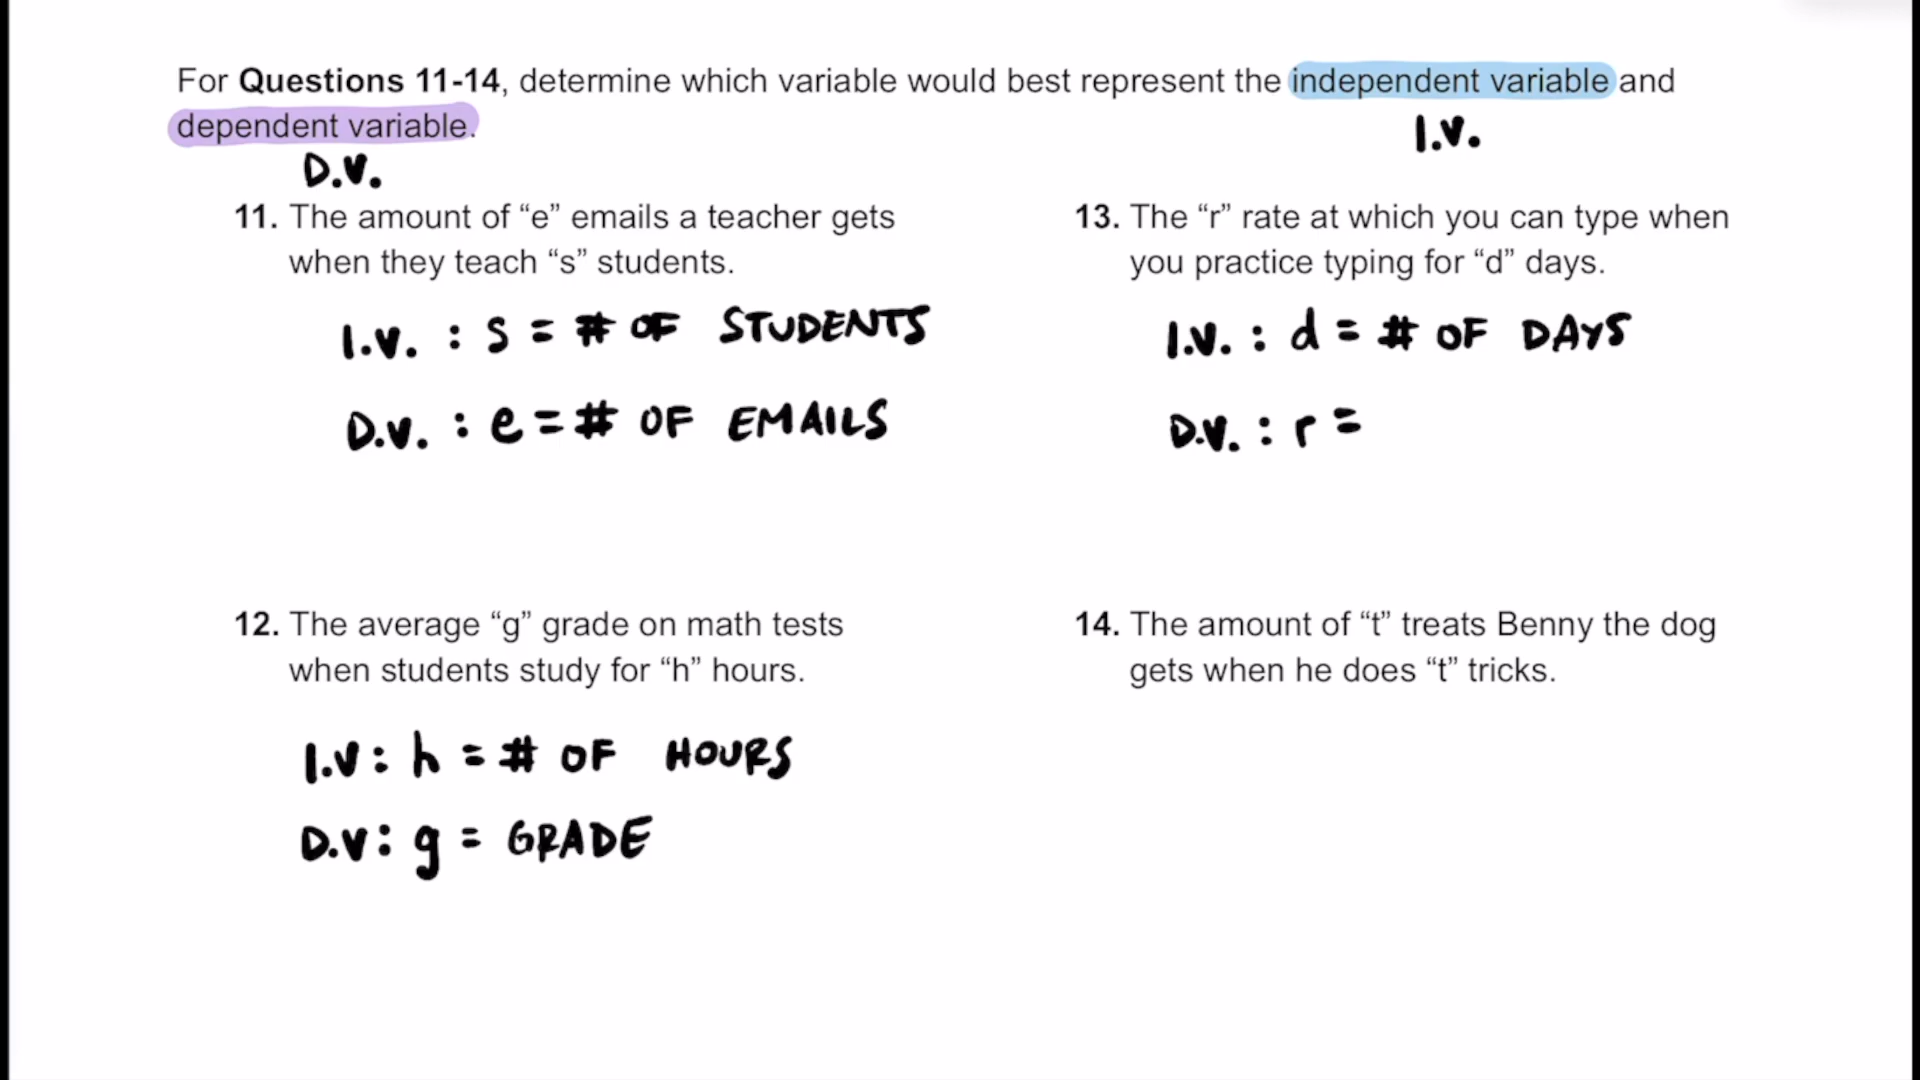 For Questions 11-14, determine which variable would best represent the independent variable and
dependent variable.
I.V.
D.V.
11. The amount of “e” emails a teacher gets
when they teach “s” students.
I.V. : s = # OF STUDENTS
D.V. : e = # OF EMAILS
13. The “r” rate at which you can type when
you practice typing for “d” days.
I.V. : d = # OF DAYS
D.V. : r =
12. The average “g” grade on math tests
when students study for “h” hours.
I.V : h = # OF HOURS
D.V : g = GRADE
14. The amount of “t” treats Benny the dog
gets when he does “t” tricks.